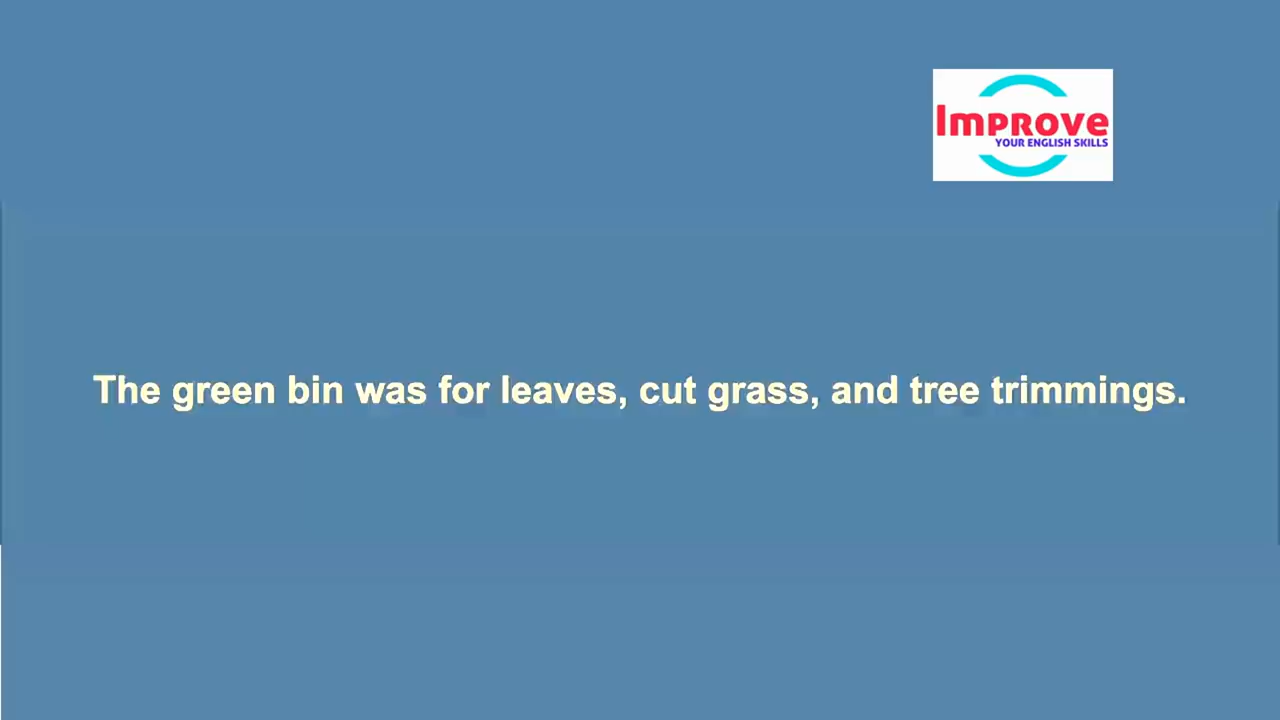 Improve
YOUR ENGLISH SKILLS
The green bin was for leaves, cut grass, and tree trimmings.